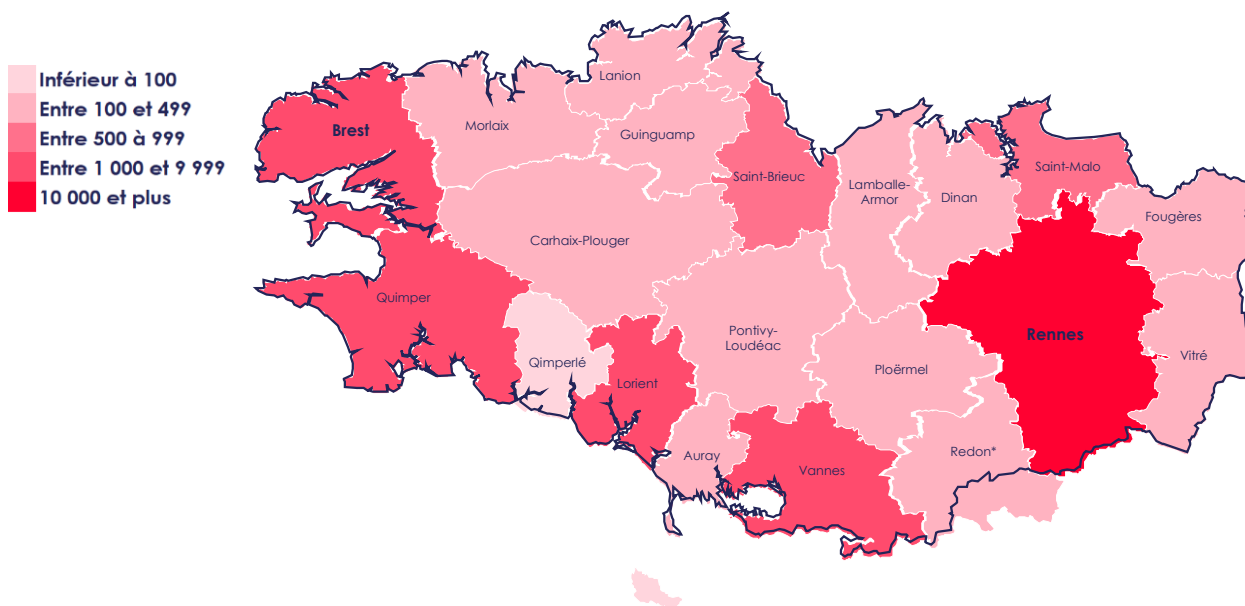 Inférieur à 100
Entre 100 et 499
Entre 500 à 999
Entre 1 000 et 9 999
10 000 et plus
Lanion
Brest
Morlaix
Guinguamp
Saint-Brieuc
Saint-Malo
Lamballe-
Armor
Dinan
Fougères
Carhaix-Plouger
Quimper
Pontivy-
Loudéac
Rennes
Qimperlé
Vitré
Ploërmel
Lorient
Auray
Redon*
Vannes